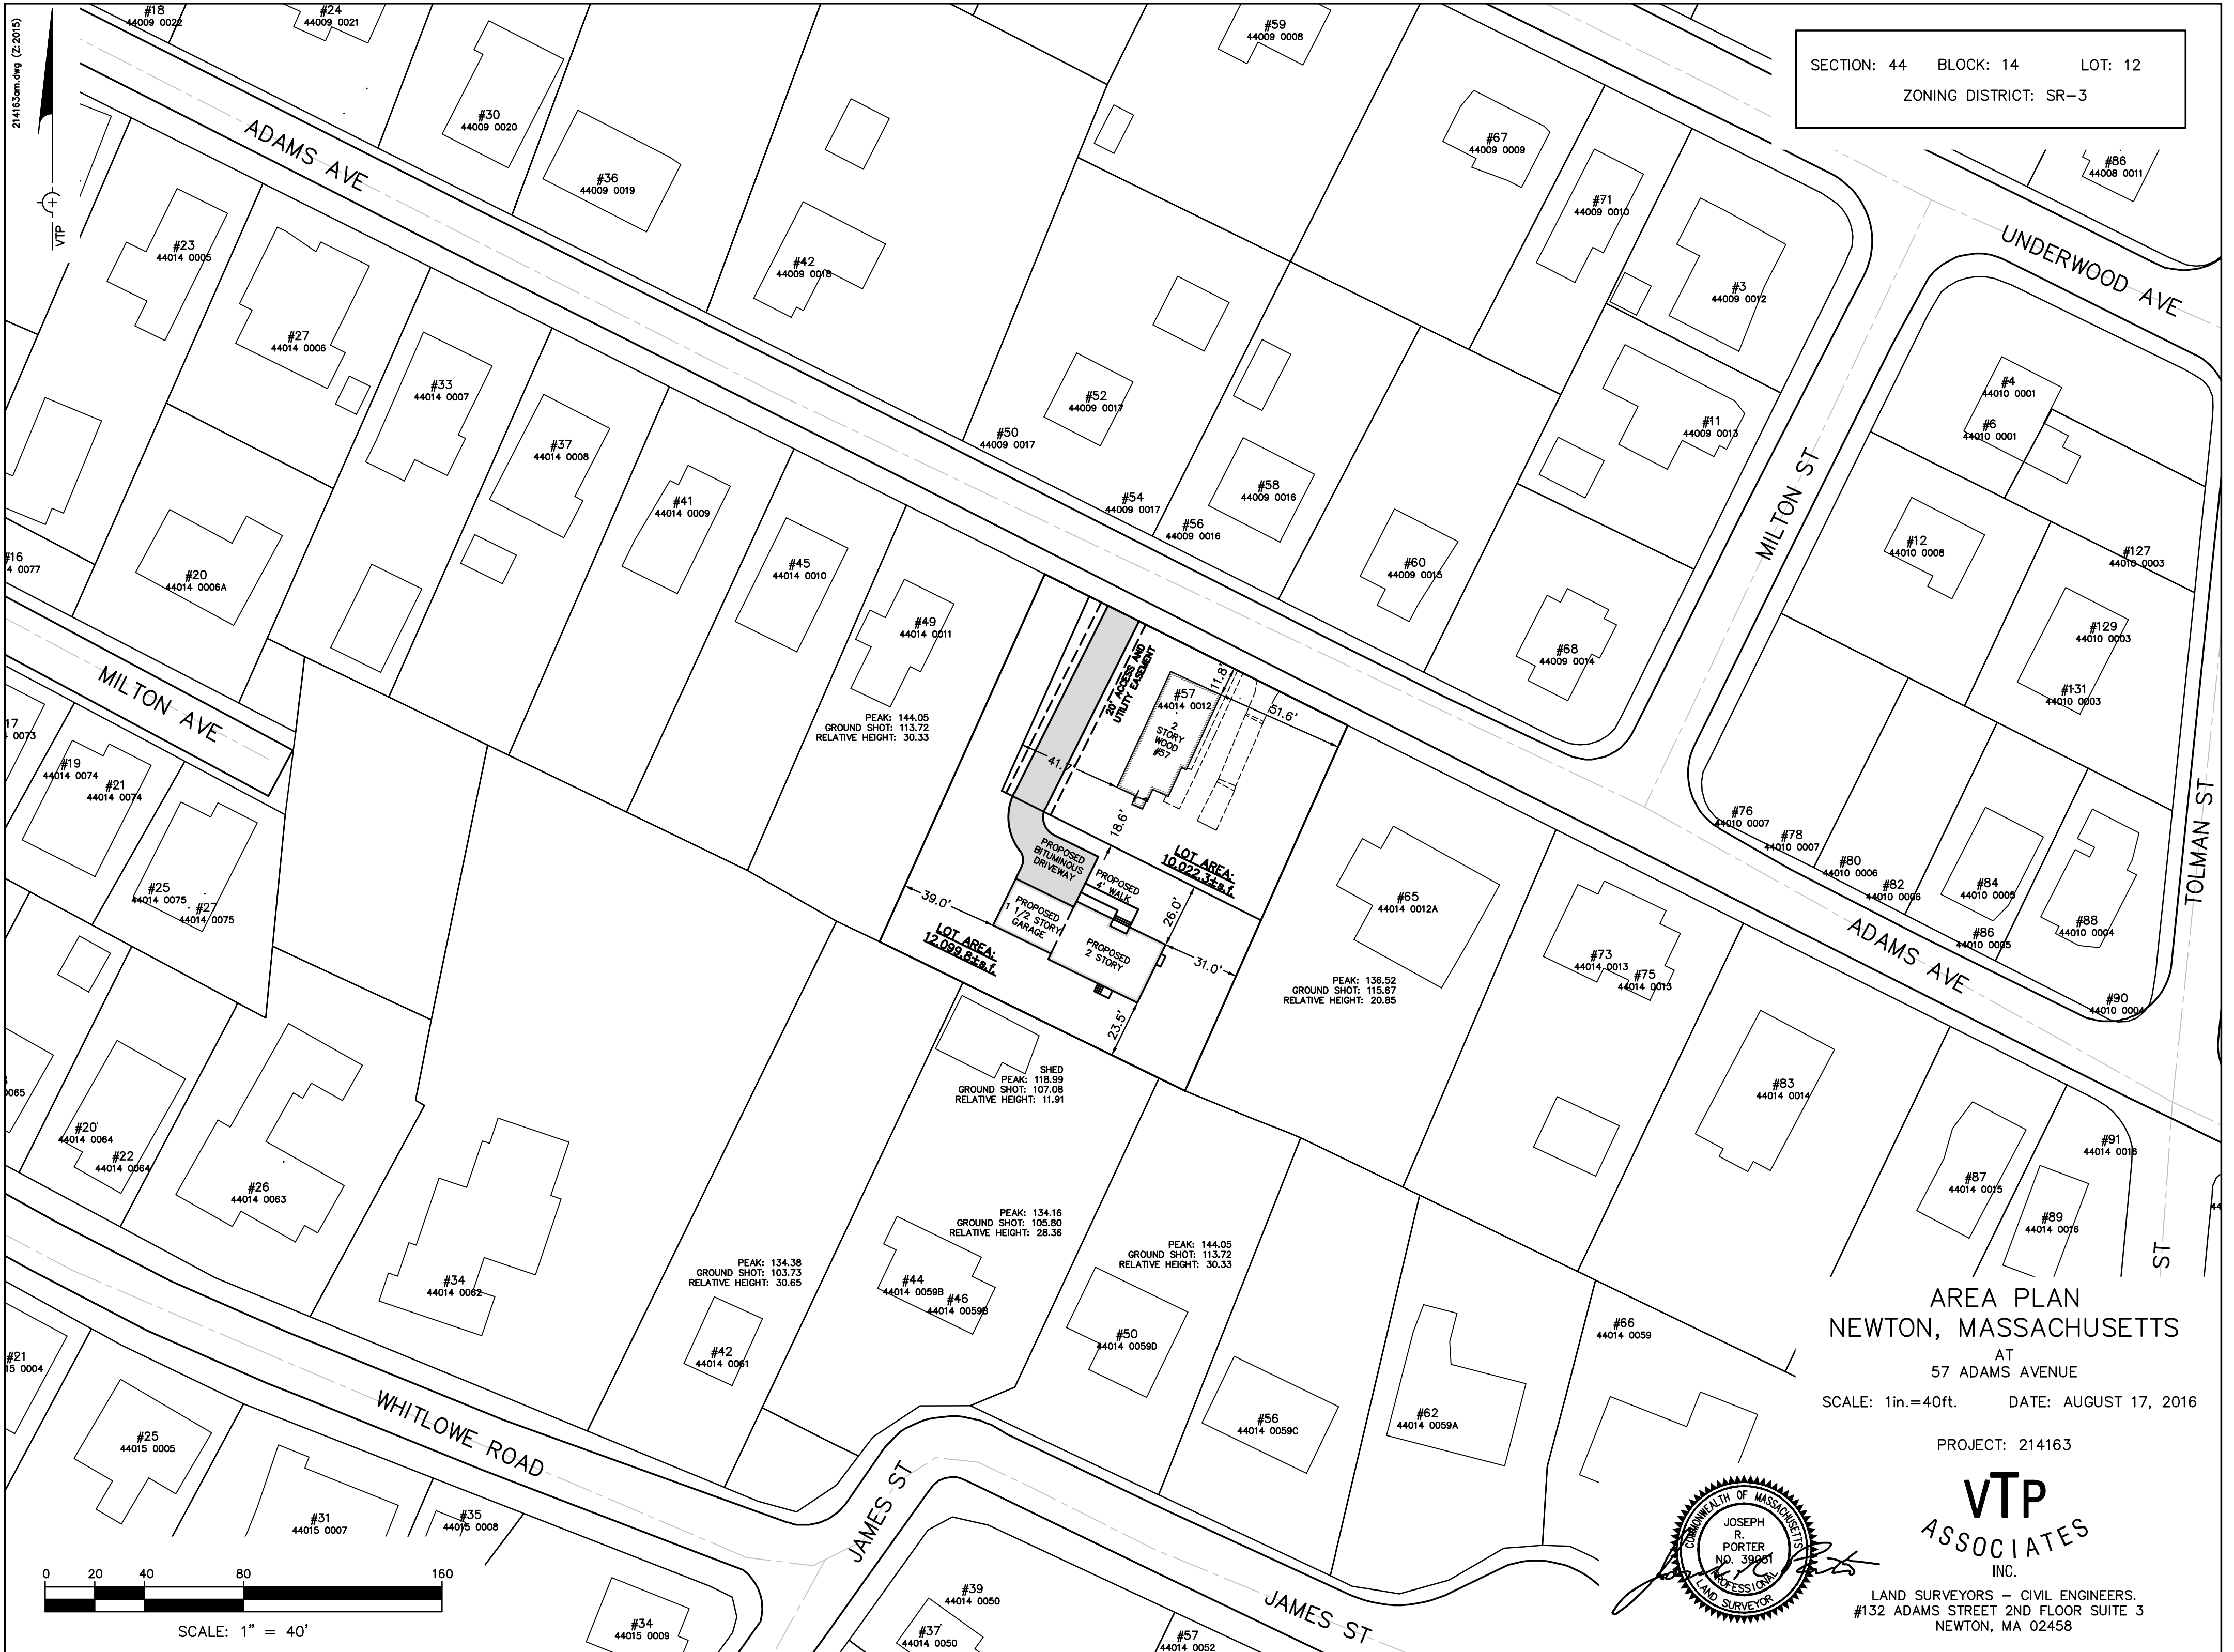 214163am.dwg (Z:2015)
VTP
SECTION: 44 BLOCK: 14 LOT: 12
ZONING DISTRICT: SR-3
#18
44009 0022
#24
44009 0021
#30
44009 0020
#36
44009 0019
#42
44009 0018
#59
44009 0008
#67
44009 0009
#71
44009 0010
#3
44009 0012
#86
44008 0011
ADAMS AVE
UNDERWOOD AVE
#23
44014 0005
#27
44014 0006
#33
44014 0007
#37
44014 0008
#41
44014 0009
#45
44014 0010
#49
44014 0011
#52
44009 0017
#50
44009 0017
#54
44009 0017
#56
44009 0016
#58
44009 0016
#60
44009 0015
#68
44009 0014
#11
44009 0013
MILTON ST
#4
44010 0001
#6
44010 0001
#12
44010 0008
#127
44010 0003
#129
44010 0003
#131
44010 0003
#16
4 0077
#20
44014 0006A
MILTON AVE
17
0073
#19
44014 0074
#21
44014 0074
#25
44014 0075
#27
44014 0075
PEAK: 144.05
GROUND SHOT: 113.72
RELATIVE HEIGHT: 30.33
20' ACCESS AND
UTILITY EASEMENT
#57
44014 0012
2
STORY
WOOD
#57
11.8'
51.6'
41.
18.6'
LOT AREA:
10,022.3±s.f.
PROPOSED
BITUMINOUS
DRIVEWAY
PROPOSED
4' WALK
PROPOSED
1 1/2 STORY
GARAGE
PROPOSED
2 STORY
39.0'
26.0'
31.0'
23.5'
LOT AREA:
12,099.8±s.f.
#65
44014 0012A
PEAK: 136.52
GROUND SHOT: 115.67
RELATIVE HEIGHT: 20.85
#73
44014 0013
#75
44014 0013
#76
44010 0007
#78
44010 0007
#80
44010 0006
#82
44010 0006
#84
44010 0005
#86
44010 0005
#88
44010 0004
#90
44010 0004
TOLMAN ST
ADAMS AVE
#83
44014 0014
#87
44014 0015
#89
44014 0016
#91
44014 0016
ST
44
0065
#20
44014 0064
#22
44014 0064
#26
44014 0063
#34
44014 0062
SHED
PEAK: 118.99
GROUND SHOT: 107.08
RELATIVE HEIGHT: 11.91
PEAK: 134.16
GROUND SHOT: 105.80
RELATIVE HEIGHT: 28.36
PEAK: 134.38
GROUND SHOT: 103.73
RELATIVE HEIGHT: 30.65
PEAK: 144.05
GROUND SHOT: 113.72
RELATIVE HEIGHT: 30.33
#42
44014 0061
#44
44014 0059B
#46
44014 0059B
#50
44014 0059D
#56
44014 0059C
#62
44014 0059A
#66
44014 0059
#21
15 0004
#25
44015 0005
#31
44015 0007
#35
44015 0008
WHITLOWE ROAD
JAMES ST
JAMES ST
#34
44015 0009
#39
44014 0050
#37
44014 0050
#57
44014 0052
0 20 40 80 160
SCALE: 1" = 40'
AREA PLAN
NEWTON, MASSACHUSETTS
AT
57 ADAMS AVENUE
SCALE: 1in.=40ft. DATE: AUGUST 17, 2016
PROJECT: 214163
VTP
ASSOCIATES
INC.
LAND SURVEYORS - CIVIL ENGINEERS.
#132 ADAMS STREET 2ND FLOOR SUITE 3
NEWTON, MA 02458
COMMONWEALTH OF MASSACHUSETTS
JOSEPH
R.
PORTER
NO. 39051
PROFESSIONAL
LAND SURVEYOR